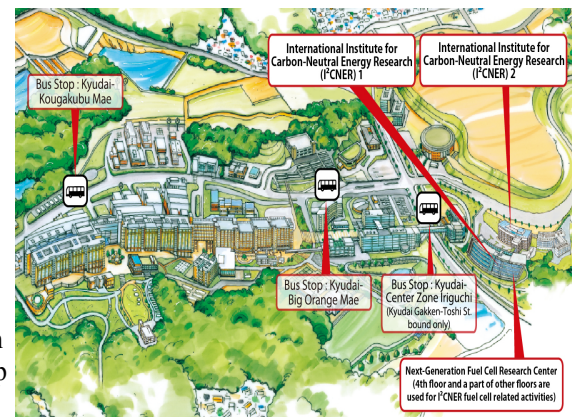 International Institute for
Carbon-Neutral Energy Research
(I²CNER) 1
International Institute for
Carbon-Neutral Energy Research
(I²CNER) 2
Bus Stop : Kyudai-
Kougakubu Mae
Bus Stop : Kyudai-
Big Orange Mae
Bus Stop : Kyudai-
Center Zone Iriguchi
(Kyudai Gakken-Toshi St.
bound only)
Next-Generation Fuel Cell Research Center
(4th floor and a part of other floors are
used for I²CNER fuel cell related activities)